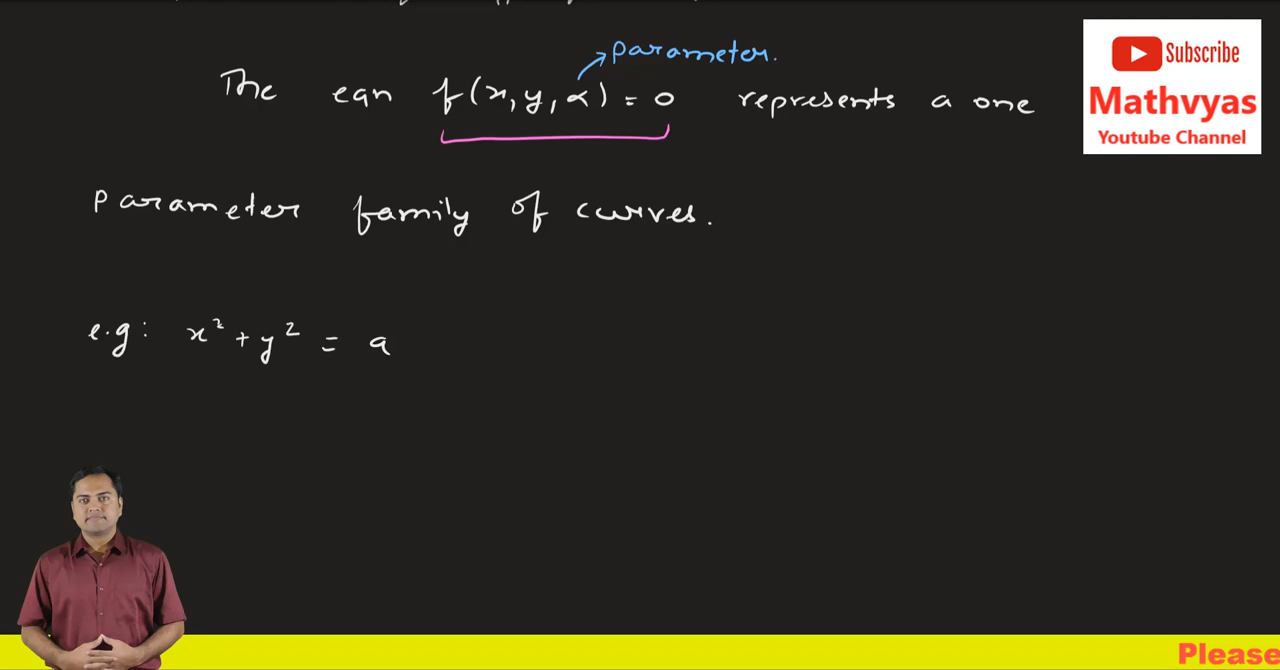 parameter.
The eqn f(x, y, α) = 0 represents a one
parameter family of curves.
e.g: x² + y² = a
Subscribe
Mathvyas
Youtube Channel
Please